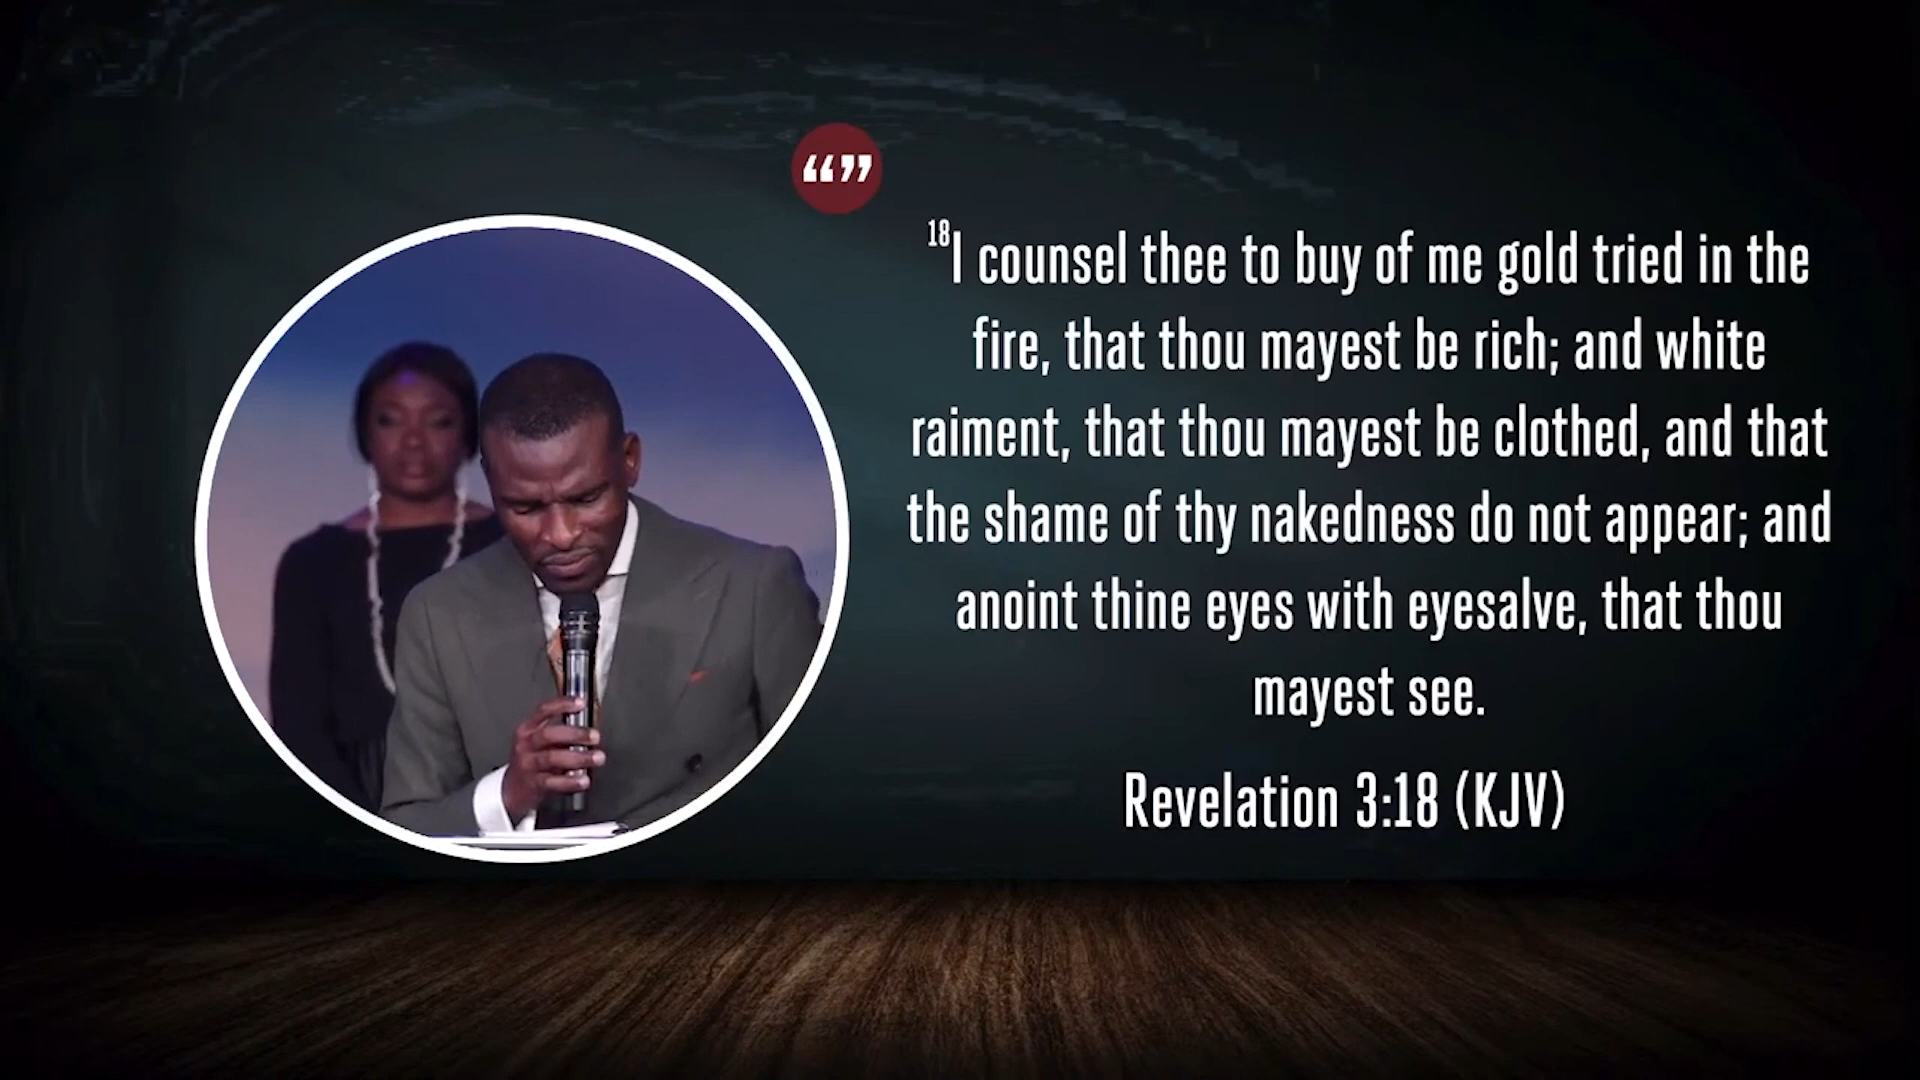 “”
18I counsel thee to buy of me gold tried in the
fire, that thou mayest be rich; and white
raiment, that thou mayest be clothed, and that
the shame of thy nakedness do not appear; and
anoint thine eyes with eyesalve, that thou
mayest see.
Revelation 3:18 (KJV)